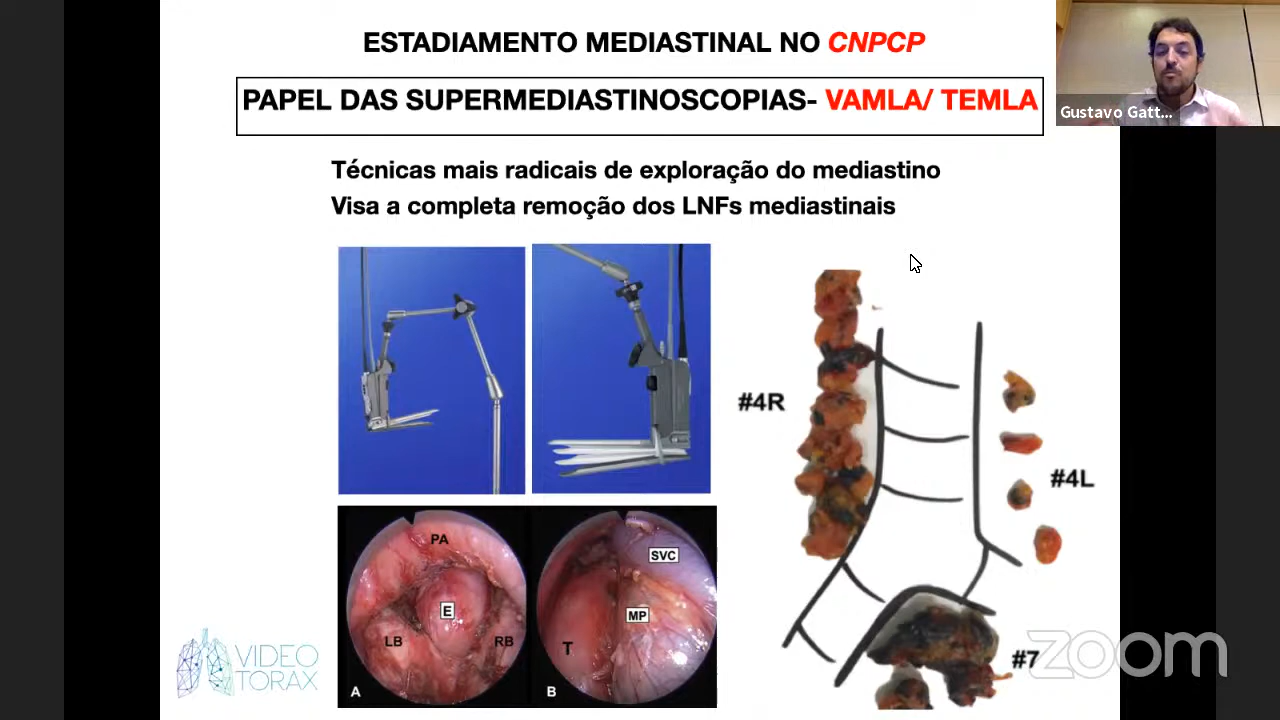 ESTADIAMENTO MEDIASTINAL NO CNPCP
PAPEL DAS SUPERMEDIASTINOSCOPIAS- VAMLA/ TEMLA
Gustavo Gatt...
Técnicas mais radicais de exploração do mediastino
Visa a completa remoção dos LNFs mediastinais
#4R
#4L
#7
PA
E
LB
RB
A
SVC
MP
T
B
VIDEO
TORAX
zoom